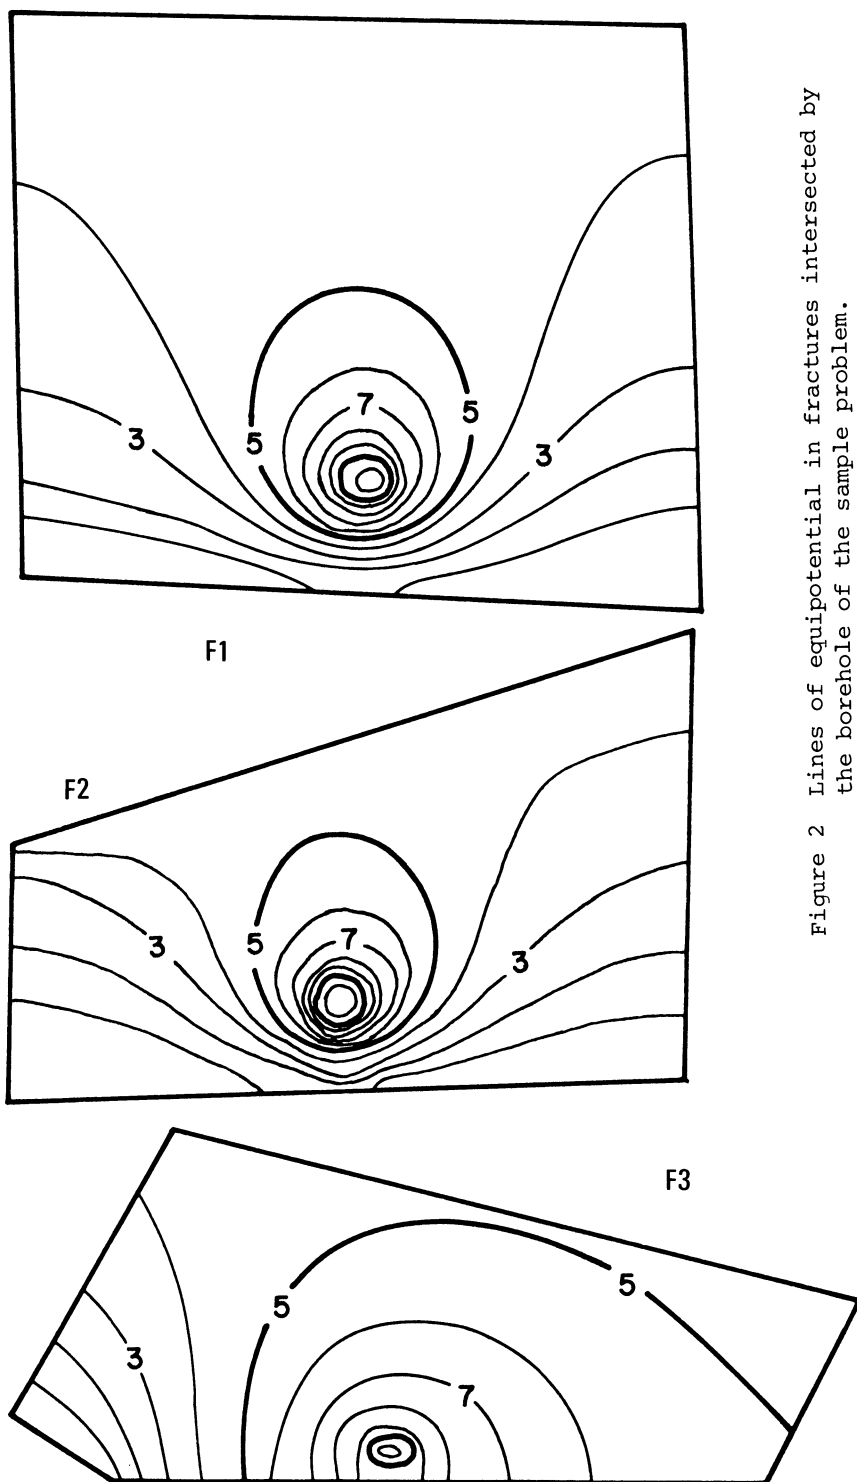 7
5
5
3
3
F1
F2
5
7
3
3
F3
5
5
3
7
Figure 2 Lines of equipotential in fractures intersected by
the borehole of the sample problem.